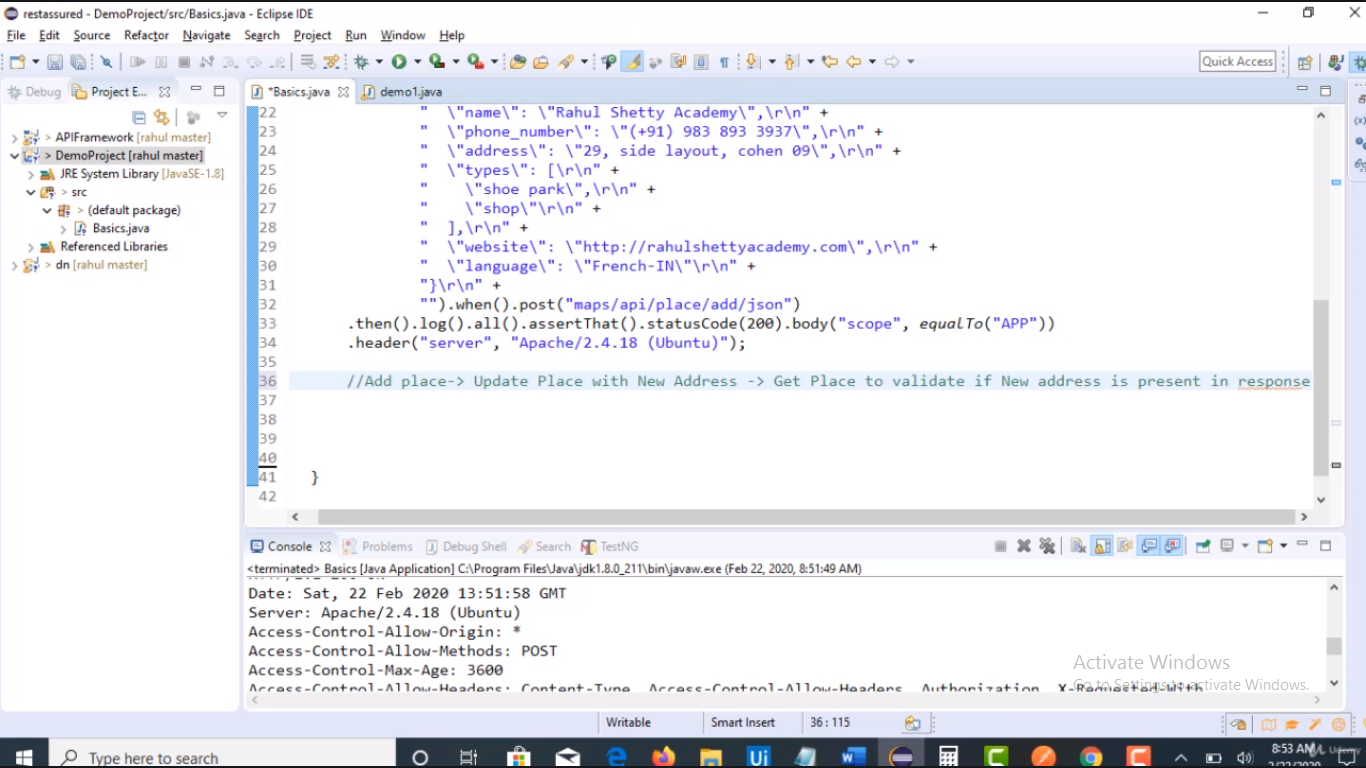 restassured - DemoProject/src/Basics.java - Eclipse IDE
File Edit Source Refactor Navigate Search Project Run Window Help
Quick Access
Debug Project E... *Basics.java demo1.java
> APIFramework [rahul master]
> DemoProject [rahul master]
JRE System Library [JavaSE-1.8]
> src
> (default package)
Basics.java
Referenced Libraries
> dn [rahul master]
22 " \"name\": \"Rahul Shetty Academy\",\r\n" +
23 " \"phone_number\": \"(+91) 983 893 3937\",\r\n" +
24 " \"address\": \"29, side layout, cohen 09\",\r\n" +
25 " \"types\": [\r\n" +
26 " \"shoe park\",\r\n" +
27 " \"shop\"\r\n" +
28 " ],\r\n" +
29 " \"website\": \"http://rahulshettyacademy.com\",\r\n" +
30 " \"language\": \"French-IN\"\r\n" +
31 "}\r\n" +
32 "").when().post("maps/api/place/add/json")
33 .then().log().all().assertThat().statusCode(200).body("scope", equalTo("APP"))
34 .header("server", "Apache/2.4.18 (Ubuntu)");
35
36 //Add place-> Update Place with New Address -> Get Place to validate if New address is present in response
37
38
39
40
41 }
42
Console Problems Debug Shell Search TestNG
<terminated> Basics [Java Application] C:\Program Files\Java\jdk1.8.0_211\bin\javaw.exe (Feb 22, 2020, 8:51:49 AM)
Date: Sat, 22 Feb 2020 13:51:58 GMT
Server: Apache/2.4.18 (Ubuntu)
Access-Control-Allow-Origin: *
Access-Control-Allow-Methods: POST
Access-Control-Max-Age: 3600
Access-Control-Allow-Headers: Content-Type, Access-Control-Allow-Headers, Authorization, X-Requested-With
Activate Windows
Go to Settings to activate Windows.
Writable Smart Insert 36 : 115
Type here to search
8:53 AM
2/22/2020
Udemy